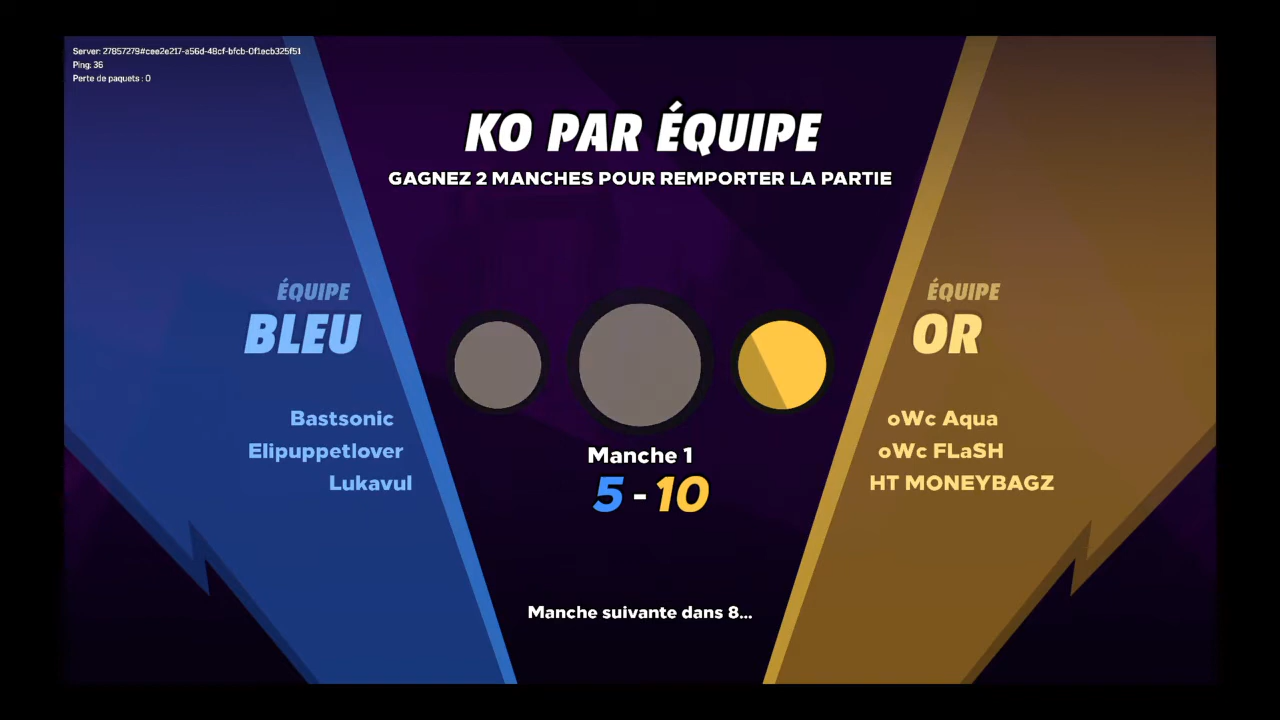 Server: 27857279#cee2e217-a56d-48cf-bfcb-0f1ecb325f51
Ping: 36
Perte de paquets : 0
KO PAR ÉQUIPE
GAGNEZ 2 MANCHES POUR REMPORTER LA PARTIE
ÉQUIPE
BLEU
Bastsonic
Elipuppetlover
Lukavul
ÉQUIPE
OR
oWc Aqua
oWc FLaSH
HT MONEYBAGZ
Manche 1
5 - 10
Manche suivante dans 8...